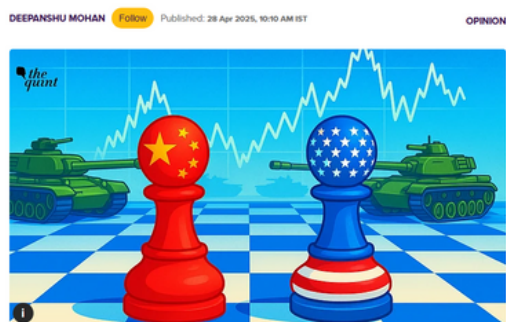 DEEPANSHU MOHAN Follow Published: 28 Apr 2025, 10:10 AM IST OPINION
the
quint
i